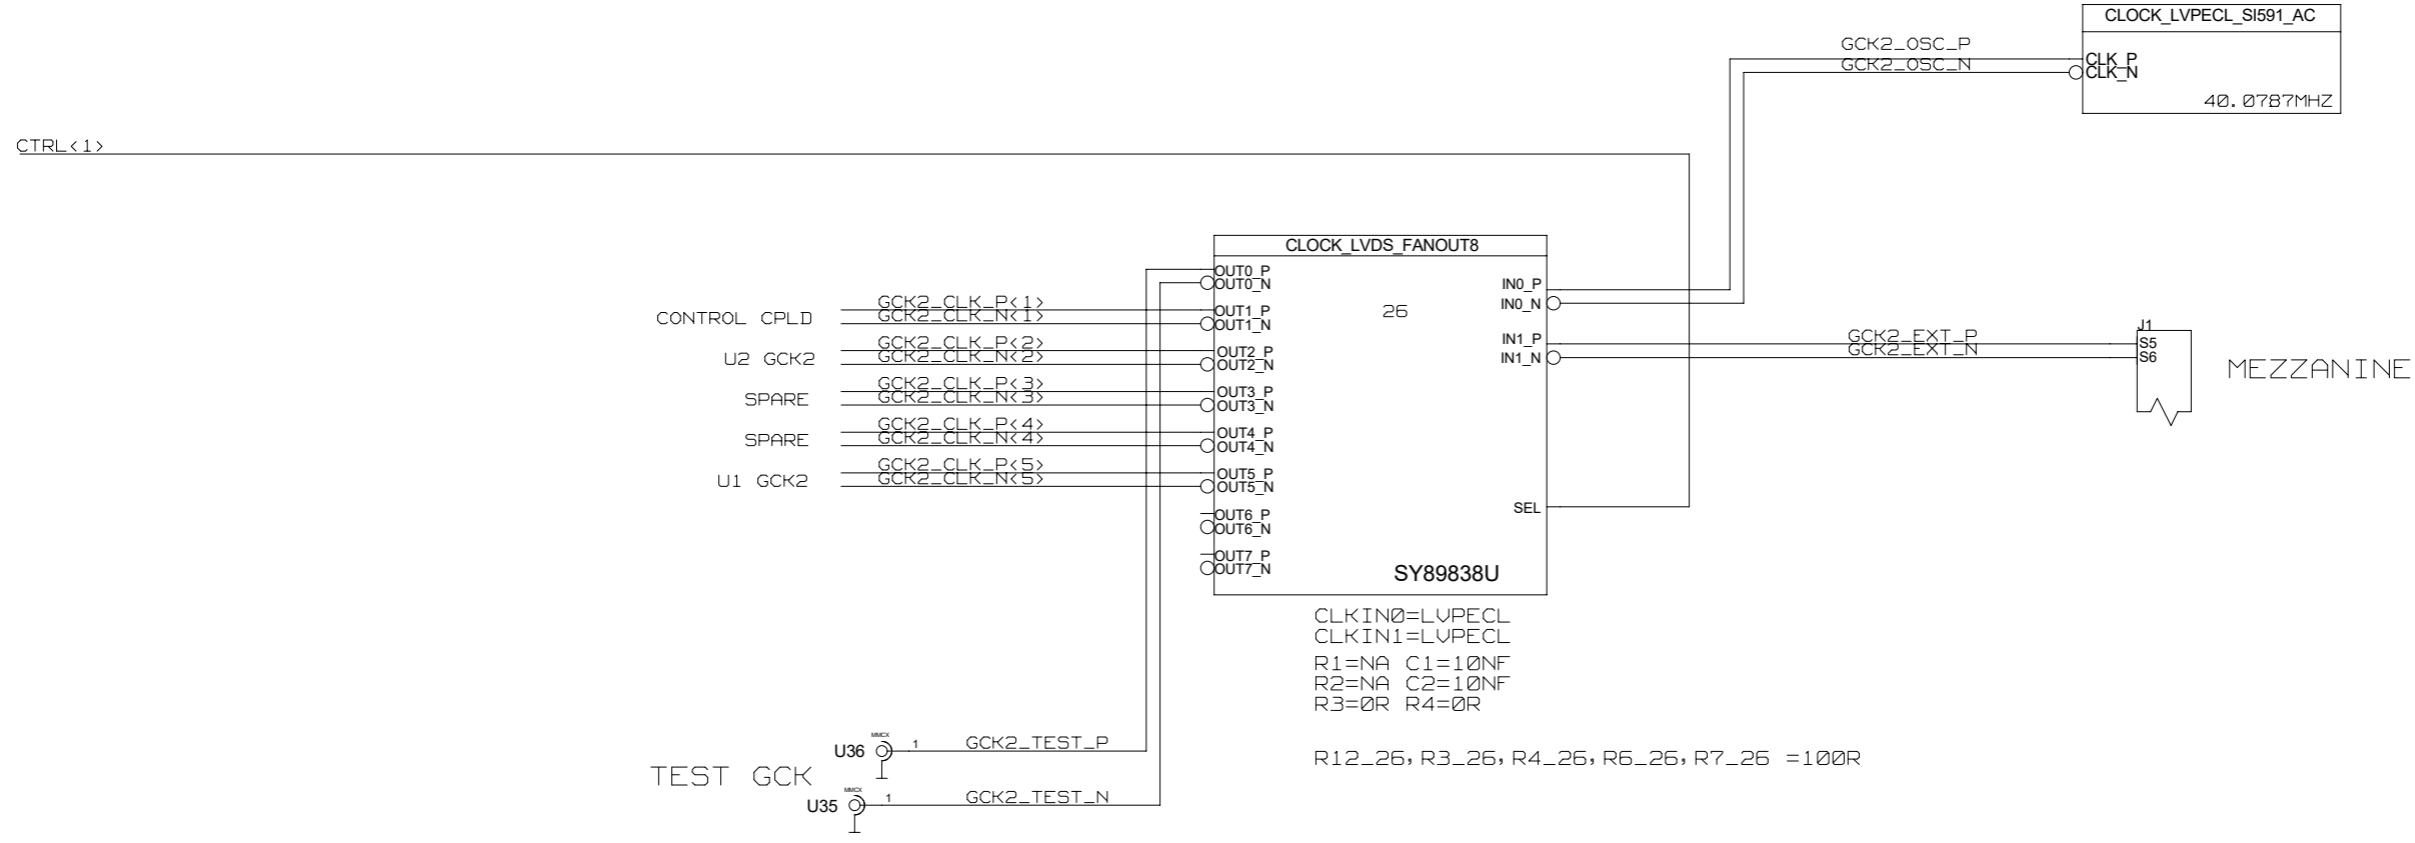 CLOCK_LVPECL_SI591_AC
GCK2_OSC_P
CLK_P
GCK2_OSC_N
CLK_N
40.0787MHZ
CTRL<1>
CLOCK_LVDS_FANOUT8
OUT0_P
OUT0_N
IN0_P
IN0_N
26
GCK2_CLK_P<1>
OUT1_P
CONTROL CPLD
GCK2_CLK_N<1>
OUT1_N
IN1_P
IN1_N
GCK2_EXT_P
GCK2_EXT_N
J1
S5
S6
MEZZANINE
GCK2_CLK_P<2>
OUT2_P
U2 GCK2
GCK2_CLK_N<2>
OUT2_N
GCK2_CLK_P<3>
OUT3_P
SPARE
GCK2_CLK_N<3>
OUT3_N
GCK2_CLK_P<4>
OUT4_P
SPARE
GCK2_CLK_N<4>
OUT4_N
GCK2_CLK_P<5>
OUT5_P
U1 GCK2
GCK2_CLK_N<5>
OUT5_N
SEL
OUT6_P
OUT6_N
OUT7_P
OUT7_N
SY89838U
CLKIN0=LVPECL
CLKIN1=LVPECL
R1=NA C1=10NF
R2=NA C2=10NF
R3=0R R4=0R
MMCX
U36
1
GCK2_TEST_P
R12_26,R3_26,R4_26,R6_26,R7_26 =100R
TEST GCK
MMCX
U35
1
GCK2_TEST_N